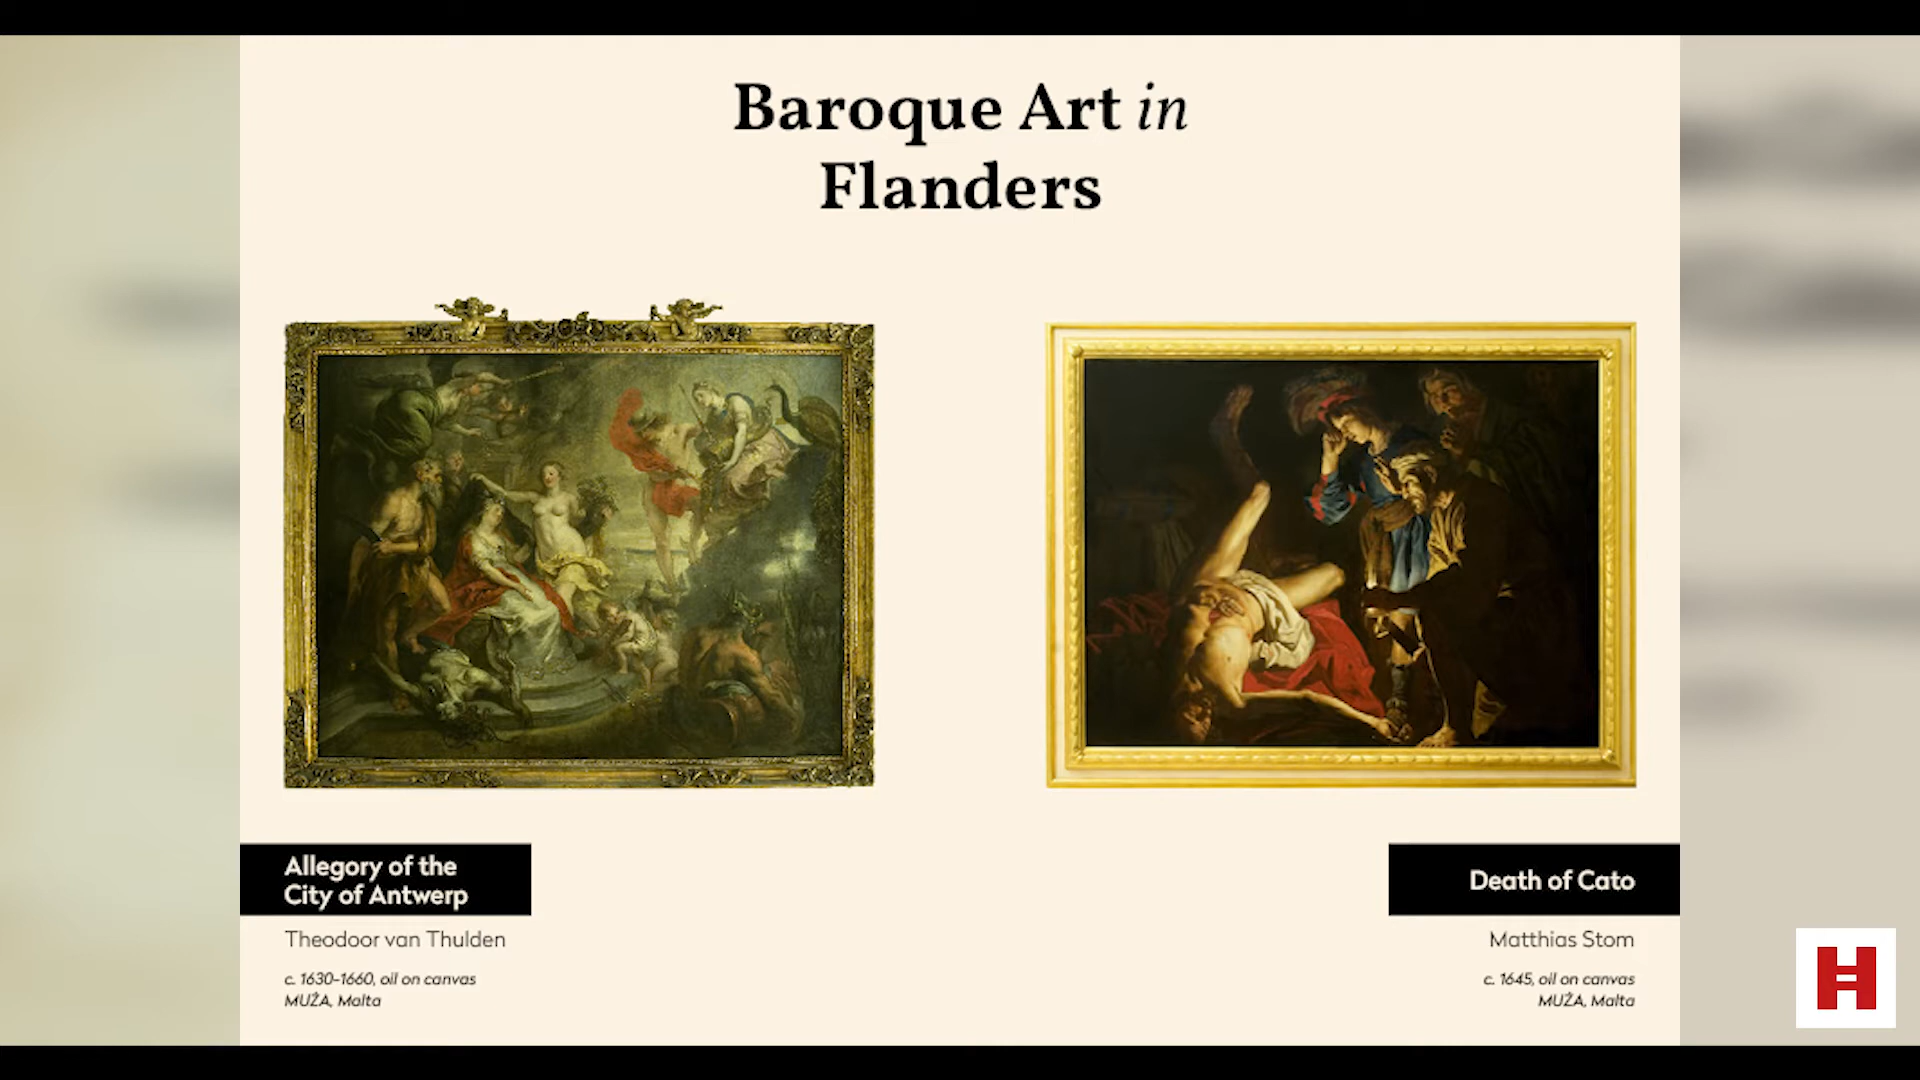 Baroque Art in
Flanders
Allegory of the
City of Antwerp
Theodoor van Thulden
c. 1630-1660, oil on canvas
MUŻA, Malta
Death of Cato
Matthias Stom
c. 1645, oil on canvas
MUŻA, Malta
H